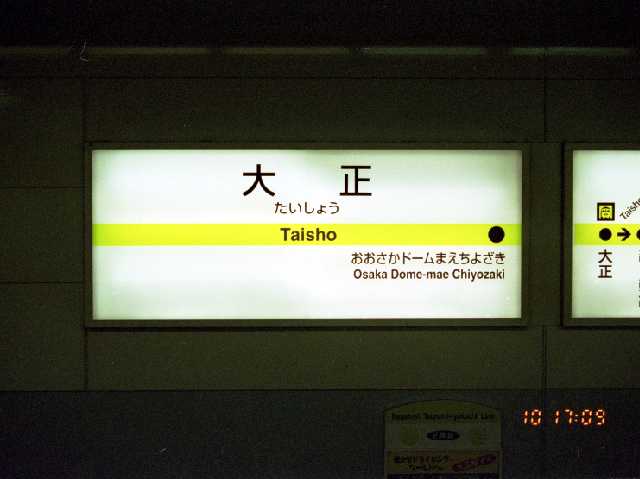 大 正
たいしょう
Taisho
おおさかドームまえちよざき
Osaka Dome-mae Chiyozaki
Taisho
大正
10 17:09